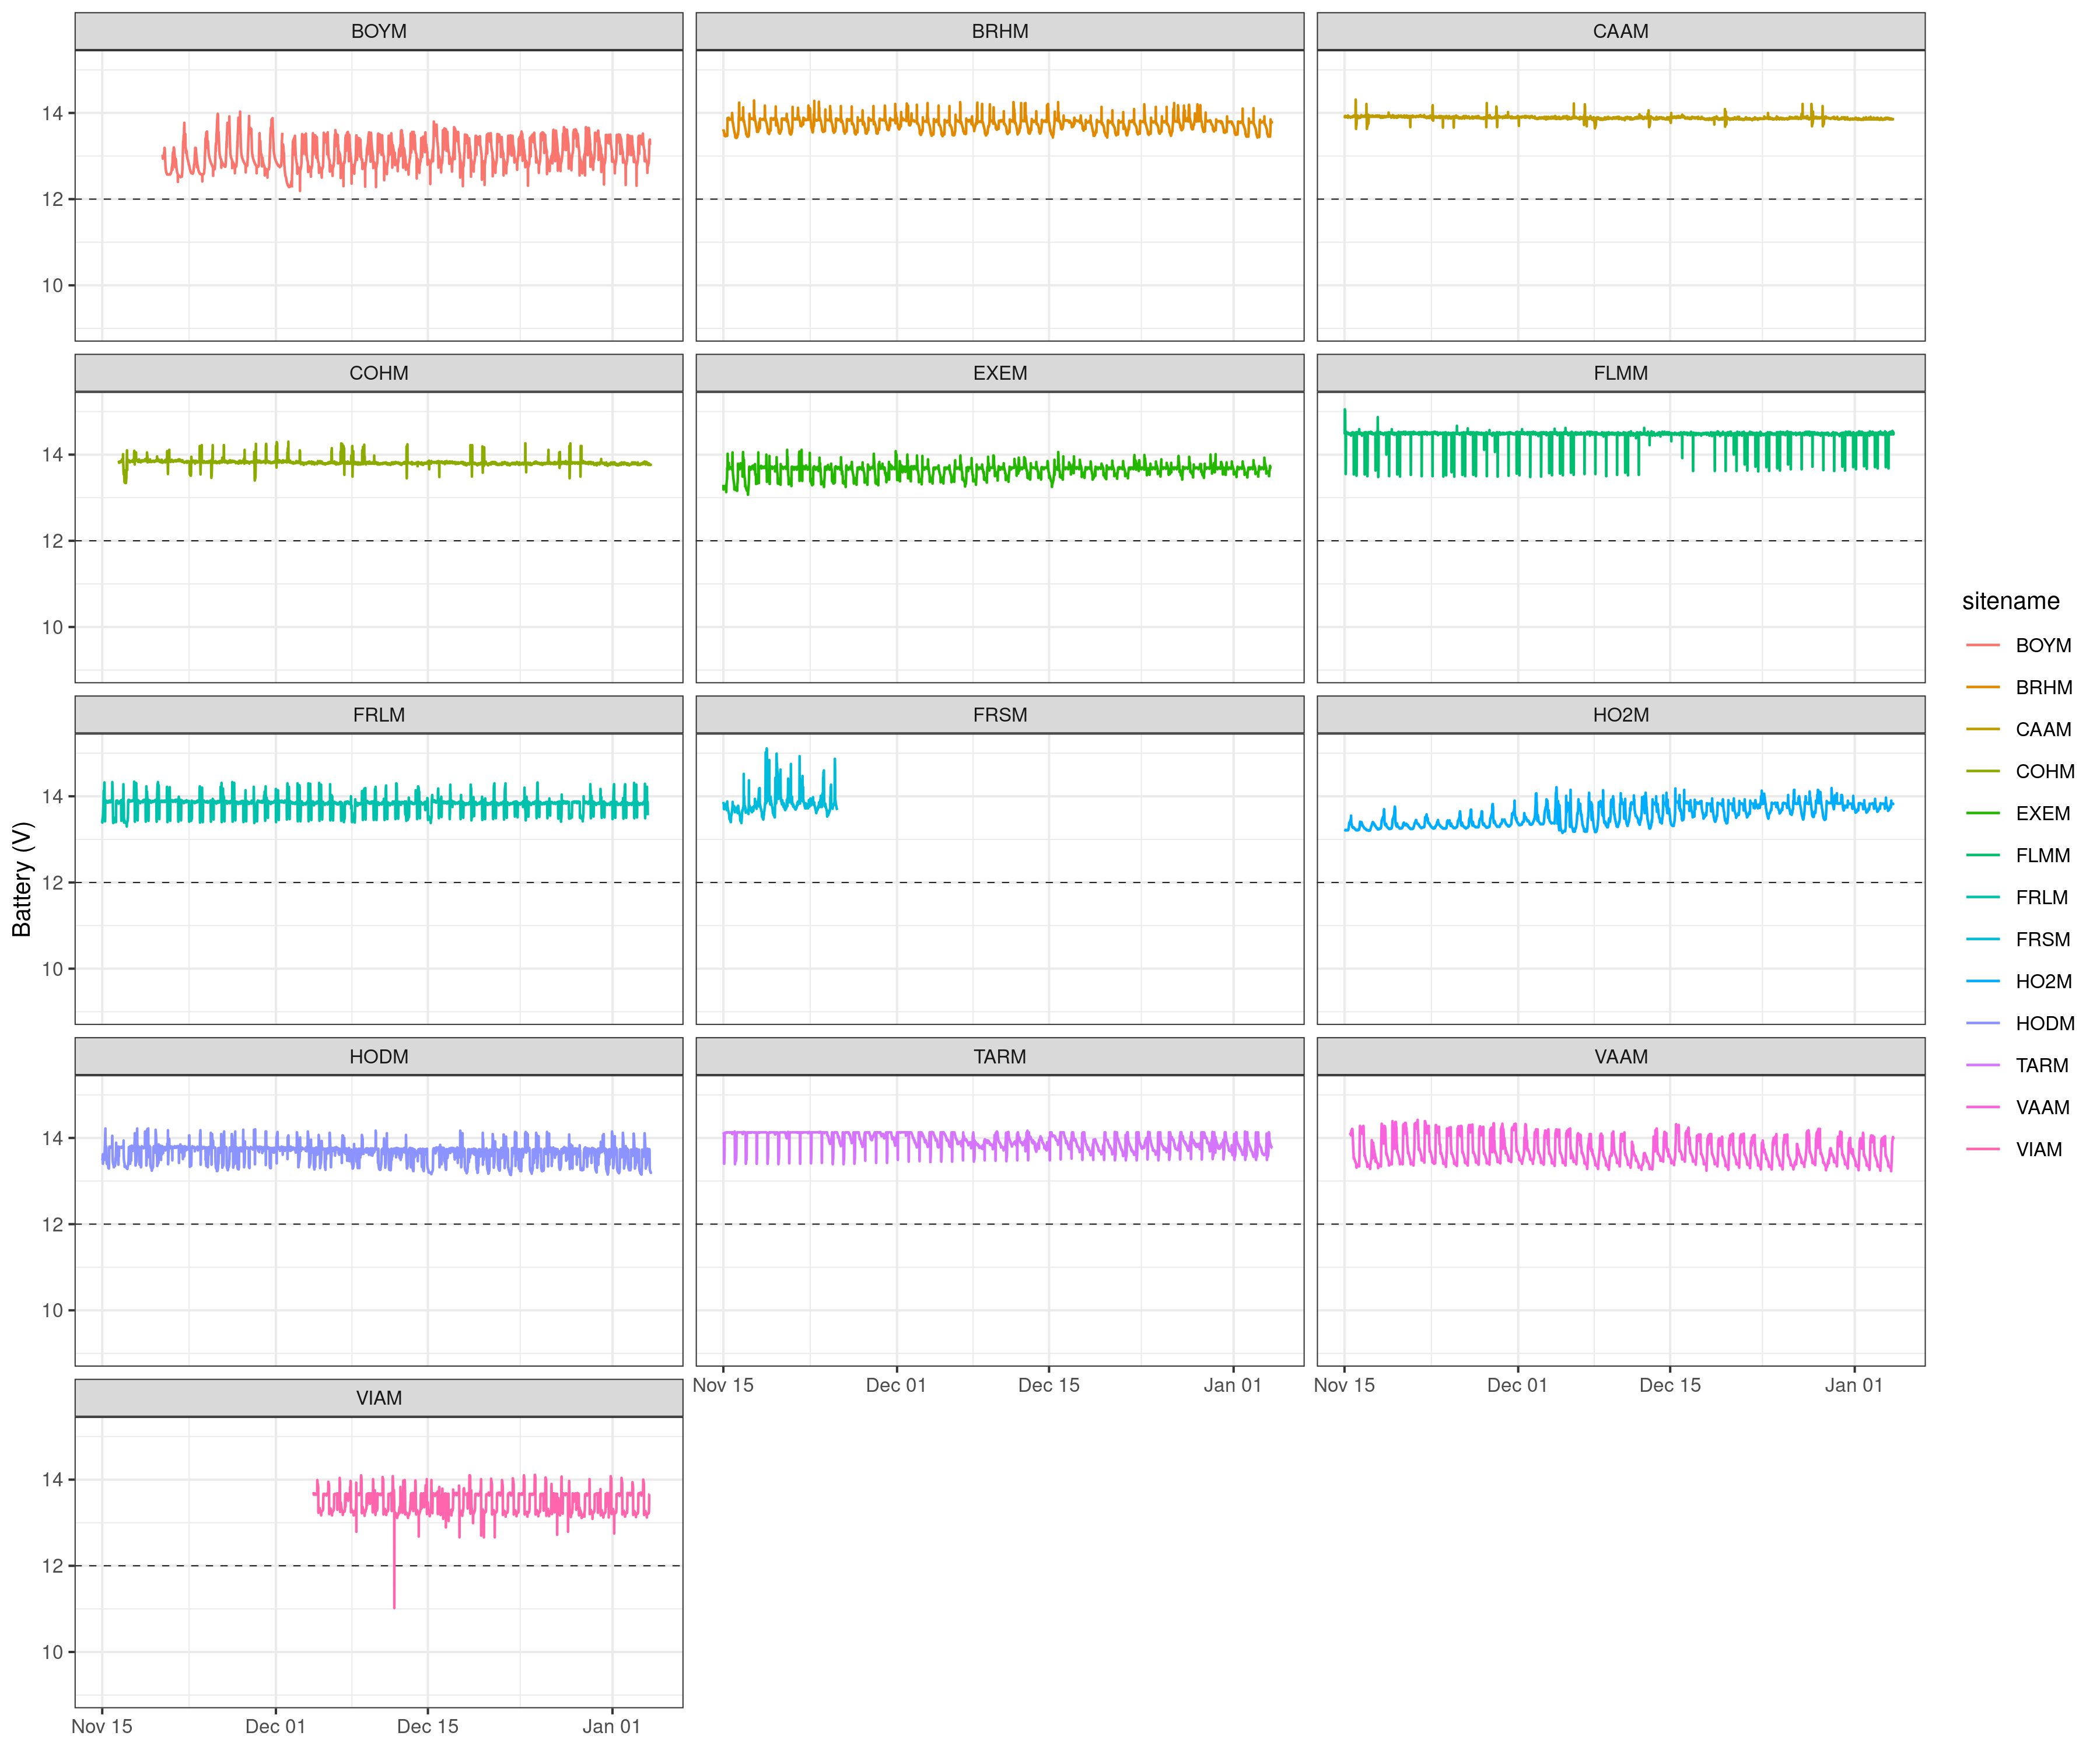 BOYM
BRHM
CAAM
14
12
10
COHM
EXEM
FLMM
14
12
10
FRLM
FRSM
HO2M
14
12
10
Battery (V)
HODM
TARM
VAAM
14
12
10
Nov 15
Dec 01
Dec 15
Jan 01
Nov 15
Dec 01
Dec 15
Jan 01
VIAM
14
12
10
Nov 15
Dec 01
Dec 15
Jan 01
sitename
BOYM
BRHM
CAAM
COHM
EXEM
FLMM
FRLM
FRSM
HO2M
HODM
TARM
VAAM
VIAM